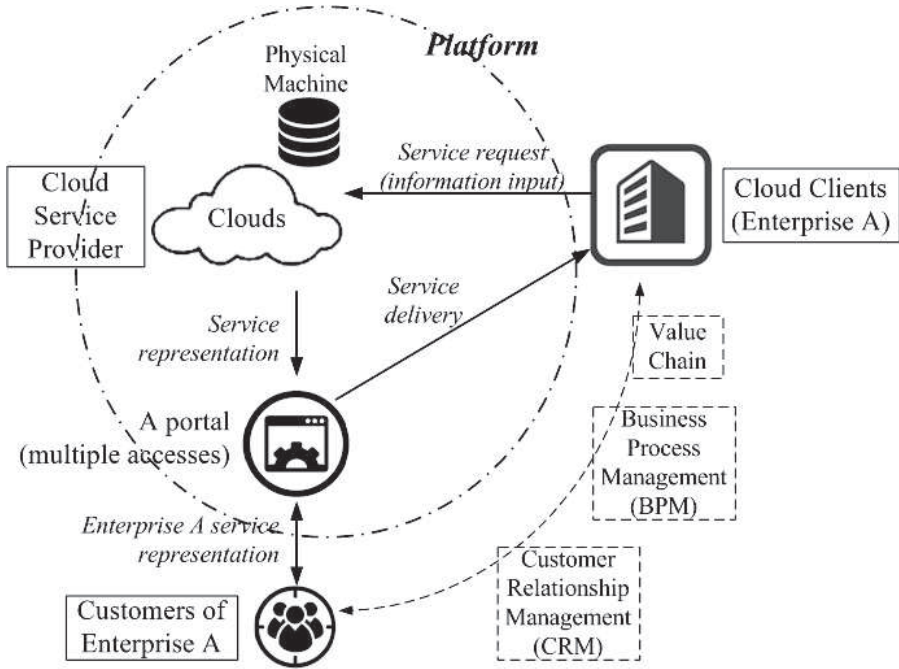 Platform
Physical
Machine
Service request
(information input)
Cloud
Service
Provider
Clouds
Cloud Clients
(Enterprise A)
Service
delivery
Service
representation
Value
Chain
A portal
(multiple accesses)
Business
Process
Management
(BPM)
Enterprise A service
representation
Customer
Relationship
Management
(CRM)
Customers of
Enterprise A